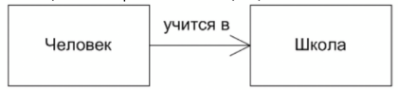 учится в
Человек
Школа